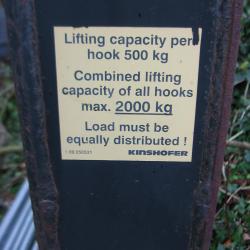 Lifting capacity per
hook 500 kg
Combined lifting
capacity of all hooks
max. 2000 kg
Load must be
equally distributed !
KINSHOFER